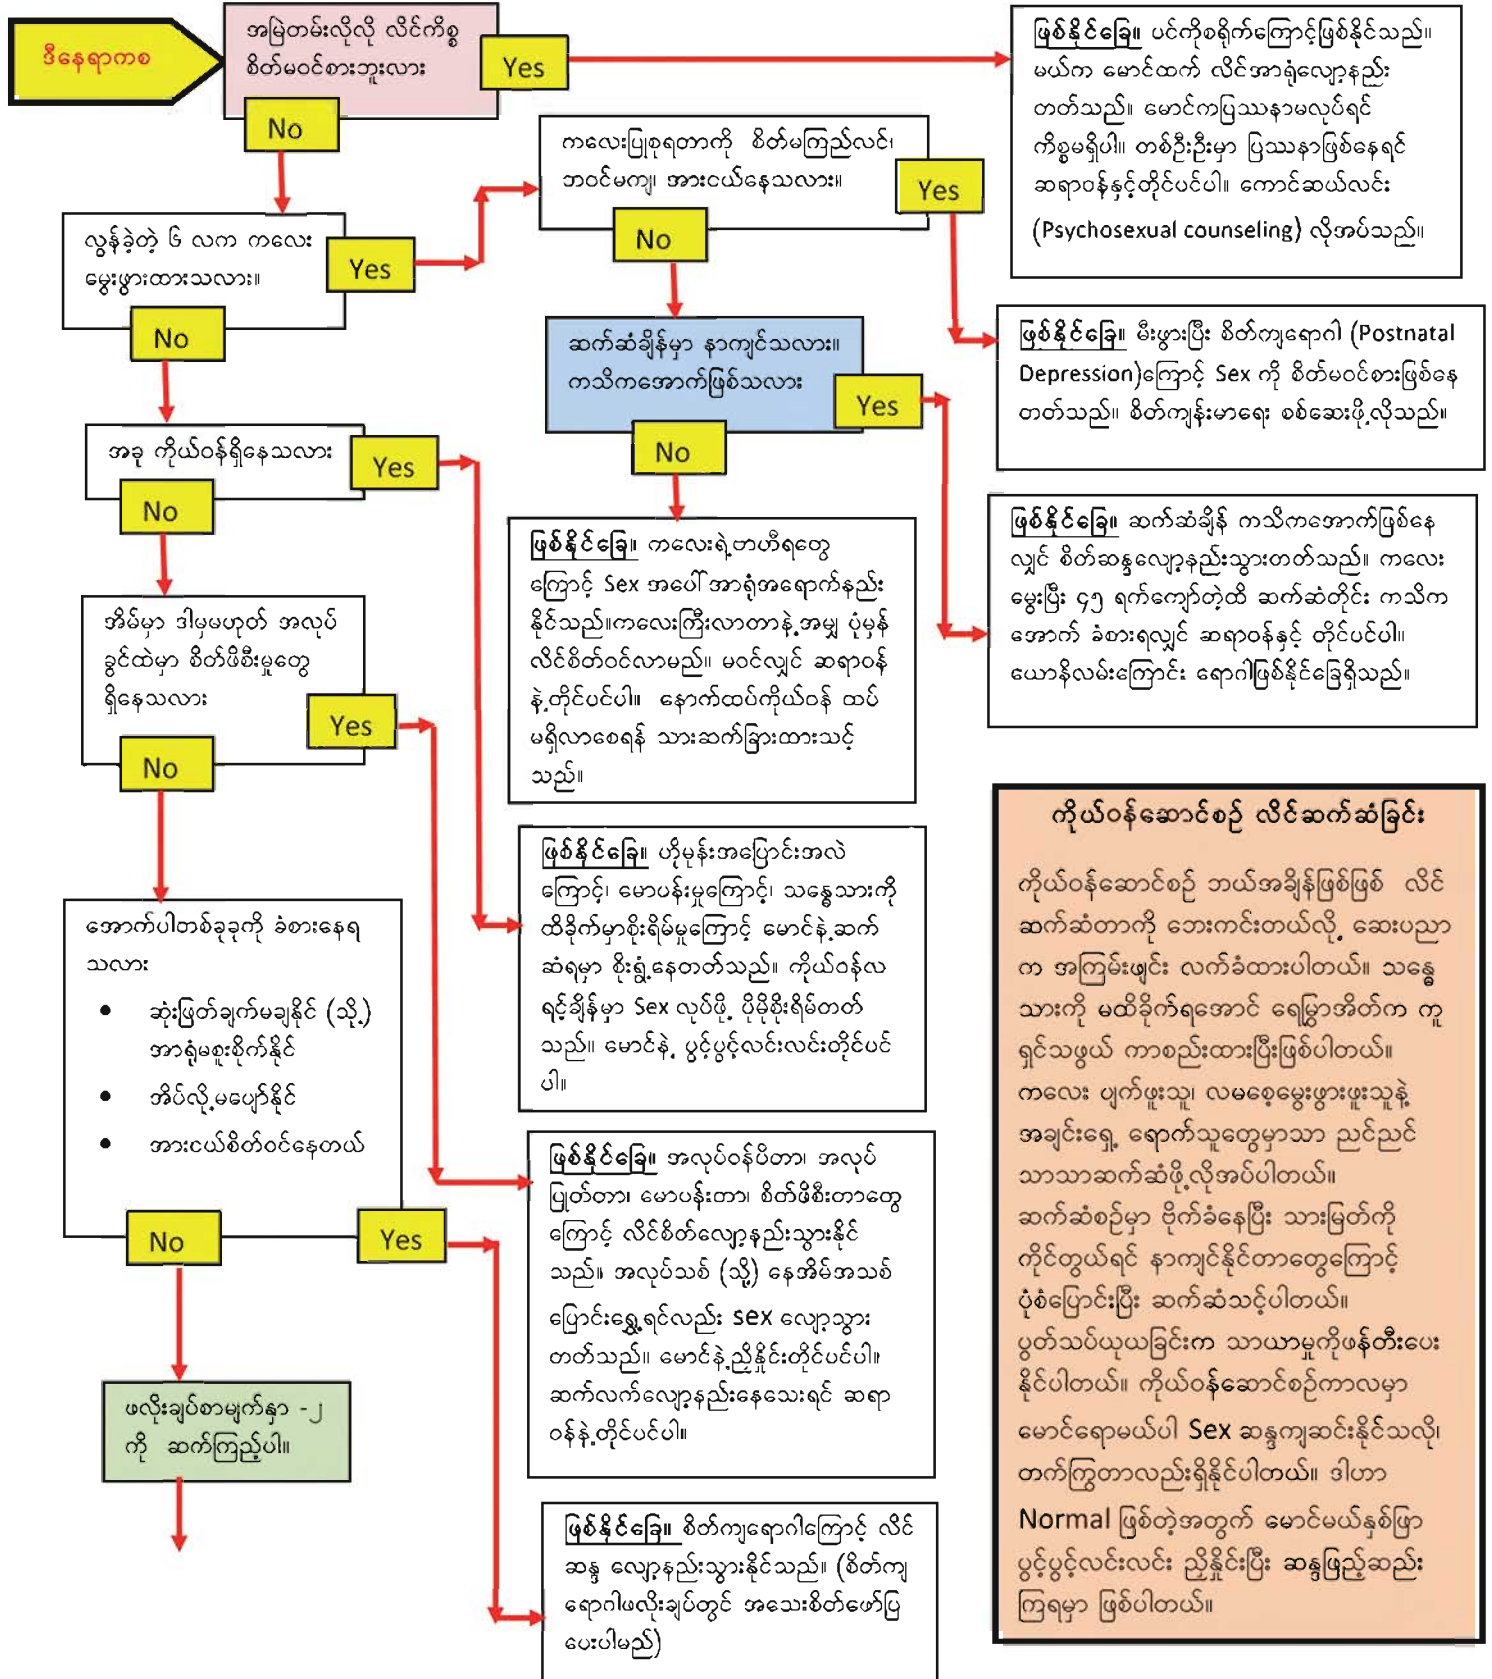 ဒီနေရာကစ
အမြဲတမ်းလိုလို လိင်ကိစ္စ
စိတ်မဝင်စားဘူးလား
Yes
No
ဖြစ်နိုင်ခြေ။ ပင်ကိုစရိုက်ကြောင့်ဖြစ်နိုင်သည်။
မယ်က မောင်ထက် လိင်အာရုံလျော့နည်း
တတ်သည်။ မောင်ကပြဿနာမလုပ်ရင်
ကိစ္စမရှိပါ။ တစ်ဦးဦးမှာ ပြဿနာဖြစ်နေရင်
ဆရာဝန်နှင့်တိုင်ပင်ပါ။ ကောင်ဆယ်လင်း
(Psychosexual counseling) လိုအပ်သည်။
လွန်ခဲ့တဲ့ ၆ လက ကလေး
မွေးဖွားထားသလား။
Yes
No
ကလေးပြုစုရတာကို စိတ်မကြည်လင်၊
ဘဝင်မကျ၊ အားငယ်နေသလား။
Yes
No
ဖြစ်နိုင်ခြေ။ မီးဖွားပြီး စိတ်ကျရောဂါ (Postnatal
Depression)ကြောင့် Sex ကို စိတ်မဝင်စားဖြစ်နေ
တတ်သည်။ စိတ်ကျန်းမာရေး စစ်ဆေးဖို့လိုသည်။
ဆက်ဆံချိန်မှာ နာကျင်သလား။
ကသိကအောက်ဖြစ်သလား
Yes
No
ဖြစ်နိုင်ခြေ။ ဆက်ဆံချိန် ကသိကအောက်ဖြစ်နေ
လျှင် စိတ်ဆန္ဒလျော့နည်းသွားတတ်သည်။ ကလေး
မွေးပြီး ၄၅ ရက်ကျော်တဲ့ထိ ဆက်ဆံတိုင်း ကသိက
အောက် ခံစားရလျှင် ဆရာဝန်နှင့် တိုင်ပင်ပါ။
ယောနိလမ်းကြောင်း ရောဂါဖြစ်နိုင်ခြေရှိသည်။
ဖြစ်နိုင်ခြေ။ ကလေးရဲ့ဗာဟီရတွေ
ကြောင့် Sex အပေါ် အာရုံအရောက်နည်း
နိုင်သည်။ကလေးကြီးလာတာနဲ့အမျှ ပုံမှန်
လိင်စိတ်ဝင်လာမည်။ မဝင်လျှင် ဆရာဝန်
နဲ့တိုင်ပင်ပါ။ နောက်ထပ်ကိုယ်ဝန် ထပ်
မရှိလာစေရန် သားဆက်ခြားထားသင့်
သည်။
အခု ကိုယ်ဝန်ရှိနေသလား
Yes
No
ဖြစ်နိုင်ခြေ။ ဟိုမုန်းအပြောင်းအလဲ
ကြောင့်၊ မောပန်းမှုကြောင့်၊ သန္ဓေသားကို
ထိခိုက်မှာစိုးရိမ်မှုကြောင့် မောင်နဲ့ဆက်
ဆံရမှာ စိုးရွံ့နေတတ်သည်။ ကိုယ်ဝန်လ
ရင့်ချိန်မှာ Sex လုပ်ဖို့ ပိုမိုစိုးရိမ်တတ်
သည်။ မောင်နဲ့ ပွင့်ပွင့်လင်းလင်းတိုင်ပင်
ပါ။
အိမ်မှာ ဒါမှမဟုတ် အလုပ်
ခွင်ထဲမှာ စိတ်ဖိစီးမှုတွေ
ရှိနေသလား
Yes
No
ဖြစ်နိုင်ခြေ။ အလုပ်ဝန်ပိတာ၊ အလုပ်
ပြုတ်တာ၊ မောပန်းတာ၊ စိတ်ဖိစီးတာတွေ
ကြောင့် လိင်စိတ်လျော့နည်းသွားနိုင်
သည်။ အလုပ်သစ် (သို့) နေအိမ်အသစ်
ပြောင်းရွှေ့ရင်လည်း sex လျော့သွား
တတ်သည်။ မောင်နဲ့ညှိနှိုင်းတိုင်ပင်ပါ။
ဆက်လက်လျော့နည်းနေသေးရင် ဆရာ
ဝန်နဲ့တိုင်ပင်ပါ။
အောက်ပါတစ်ခုခုကို ခံစားနေရ
သလား
• ဆုံးဖြတ်ချက်မချနိုင် (သို့)
အာရုံမစူးစိုက်နိုင်
• အိပ်လို့မပျော်နိုင်
• အားငယ်စိတ်ဝင်နေတယ်
No
Yes
ဖြစ်နိုင်ခြေ။ စိတ်ကျရောဂါကြောင့် လိင်
ဆန္ဒ လျော့နည်းသွားနိုင်သည်။ (စိတ်ကျ
ရောဂါဖလိုးချပ်တွင် အသေးစိတ်ဖော်ပြ
ပေးပါမည်)
ဖလိုးချပ်စာမျက်နှာ -၂
ကို ဆက်ကြည့်ပါ။
ကိုယ်ဝန်ဆောင်စဉ် လိင်ဆက်ဆံခြင်း
ကိုယ်ဝန်ဆောင်စဉ် ဘယ်အချိန်ဖြစ်ဖြစ် လိင်
ဆက်ဆံတာကို ဘေးကင်းတယ်လို့ ဆေးပညာ
က အကြမ်းဖျင်း လက်ခံထားပါတယ်။ သန္ဓေ
သားကို မထိခိုက်ရအောင် ရေမြွှာအိတ်က ကူ
ရှင်သဖွယ် ကာစည်းထားပြီးဖြစ်ပါတယ်။
ကလေး ပျက်ဖူးသူ၊ လမစေ့မွေးဖွားဖူးသူနဲ့
အချင်းရှေ့ ရောက်သူတွေမှာသာ ညင်ညင်
သာသာဆက်ဆံဖို့လိုအပ်ပါတယ်။
ဆက်ဆံစဉ်မှာ ဗိုက်ခံနေပြီး သားမြတ်ကို
ကိုင်တွယ်ရင် နာကျင်နိုင်တာတွေကြောင့်
ပုံစံပြောင်းပြီး ဆက်ဆံသင့်ပါတယ်။
ပွတ်သပ်ယုယခြင်းက သာယာမှုကိုဖန်တီးပေး
နိုင်ပါတယ်။ ကိုယ်ဝန်ဆောင်စဉ်ကာလမှာ
မောင်ရောမယ်ပါ Sex ဆန္ဒကျဆင်းနိုင်သလို၊
တက်ကြွတာလည်းရှိနိုင်ပါတယ်။ ဒါဟာ
Normal ဖြစ်တဲ့အတွက် မောင်မယ်နှစ်ဖြာ
ပွင့်ပွင့်လင်းလင်း ညှိနှိုင်းပြီး ဆန္ဒဖြည့်ဆည်း
ကြရမှာ ဖြစ်ပါတယ်။